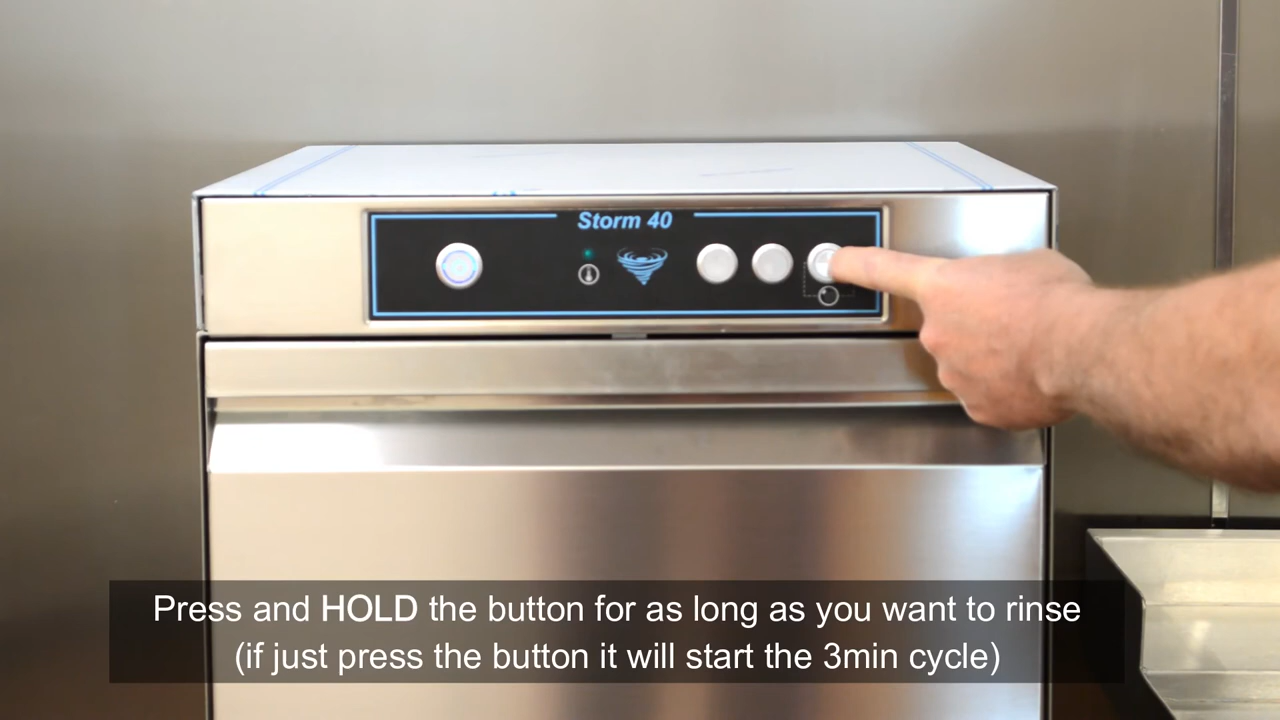 Storm 40
Press and HOLD the button for as long as you want to rinse
(if just press the button it will start the 3min cycle)